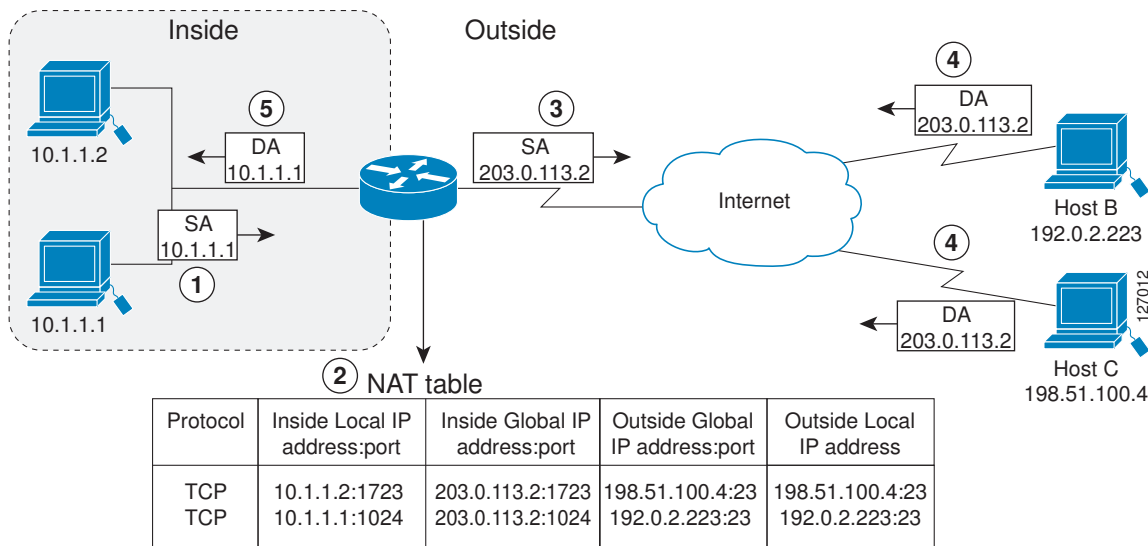 Inside
Outside
4
5
3
DA
203.0.113.2
10.1.1.2
DA
10.1.1.1
SA
203.0.113.2
Internet
SA
10.1.1.1
Host B
192.0.2.223
4
1
10.1.1.1
DA
203.0.113.2
127012
Host C
198.51.100.4
2 NAT table
Protocol
Inside Local IP
address:port
Inside Global IP
address:port
Outside Global
IP address:port
Outside Local
IP address
TCP 10.1.1.2:1723 203.0.113.2:1723 198.51.100.4:23 198.51.100.4:23
TCP 10.1.1.1:1024 203.0.113.2:1024 192.0.2.223:23 192.0.2.223:23